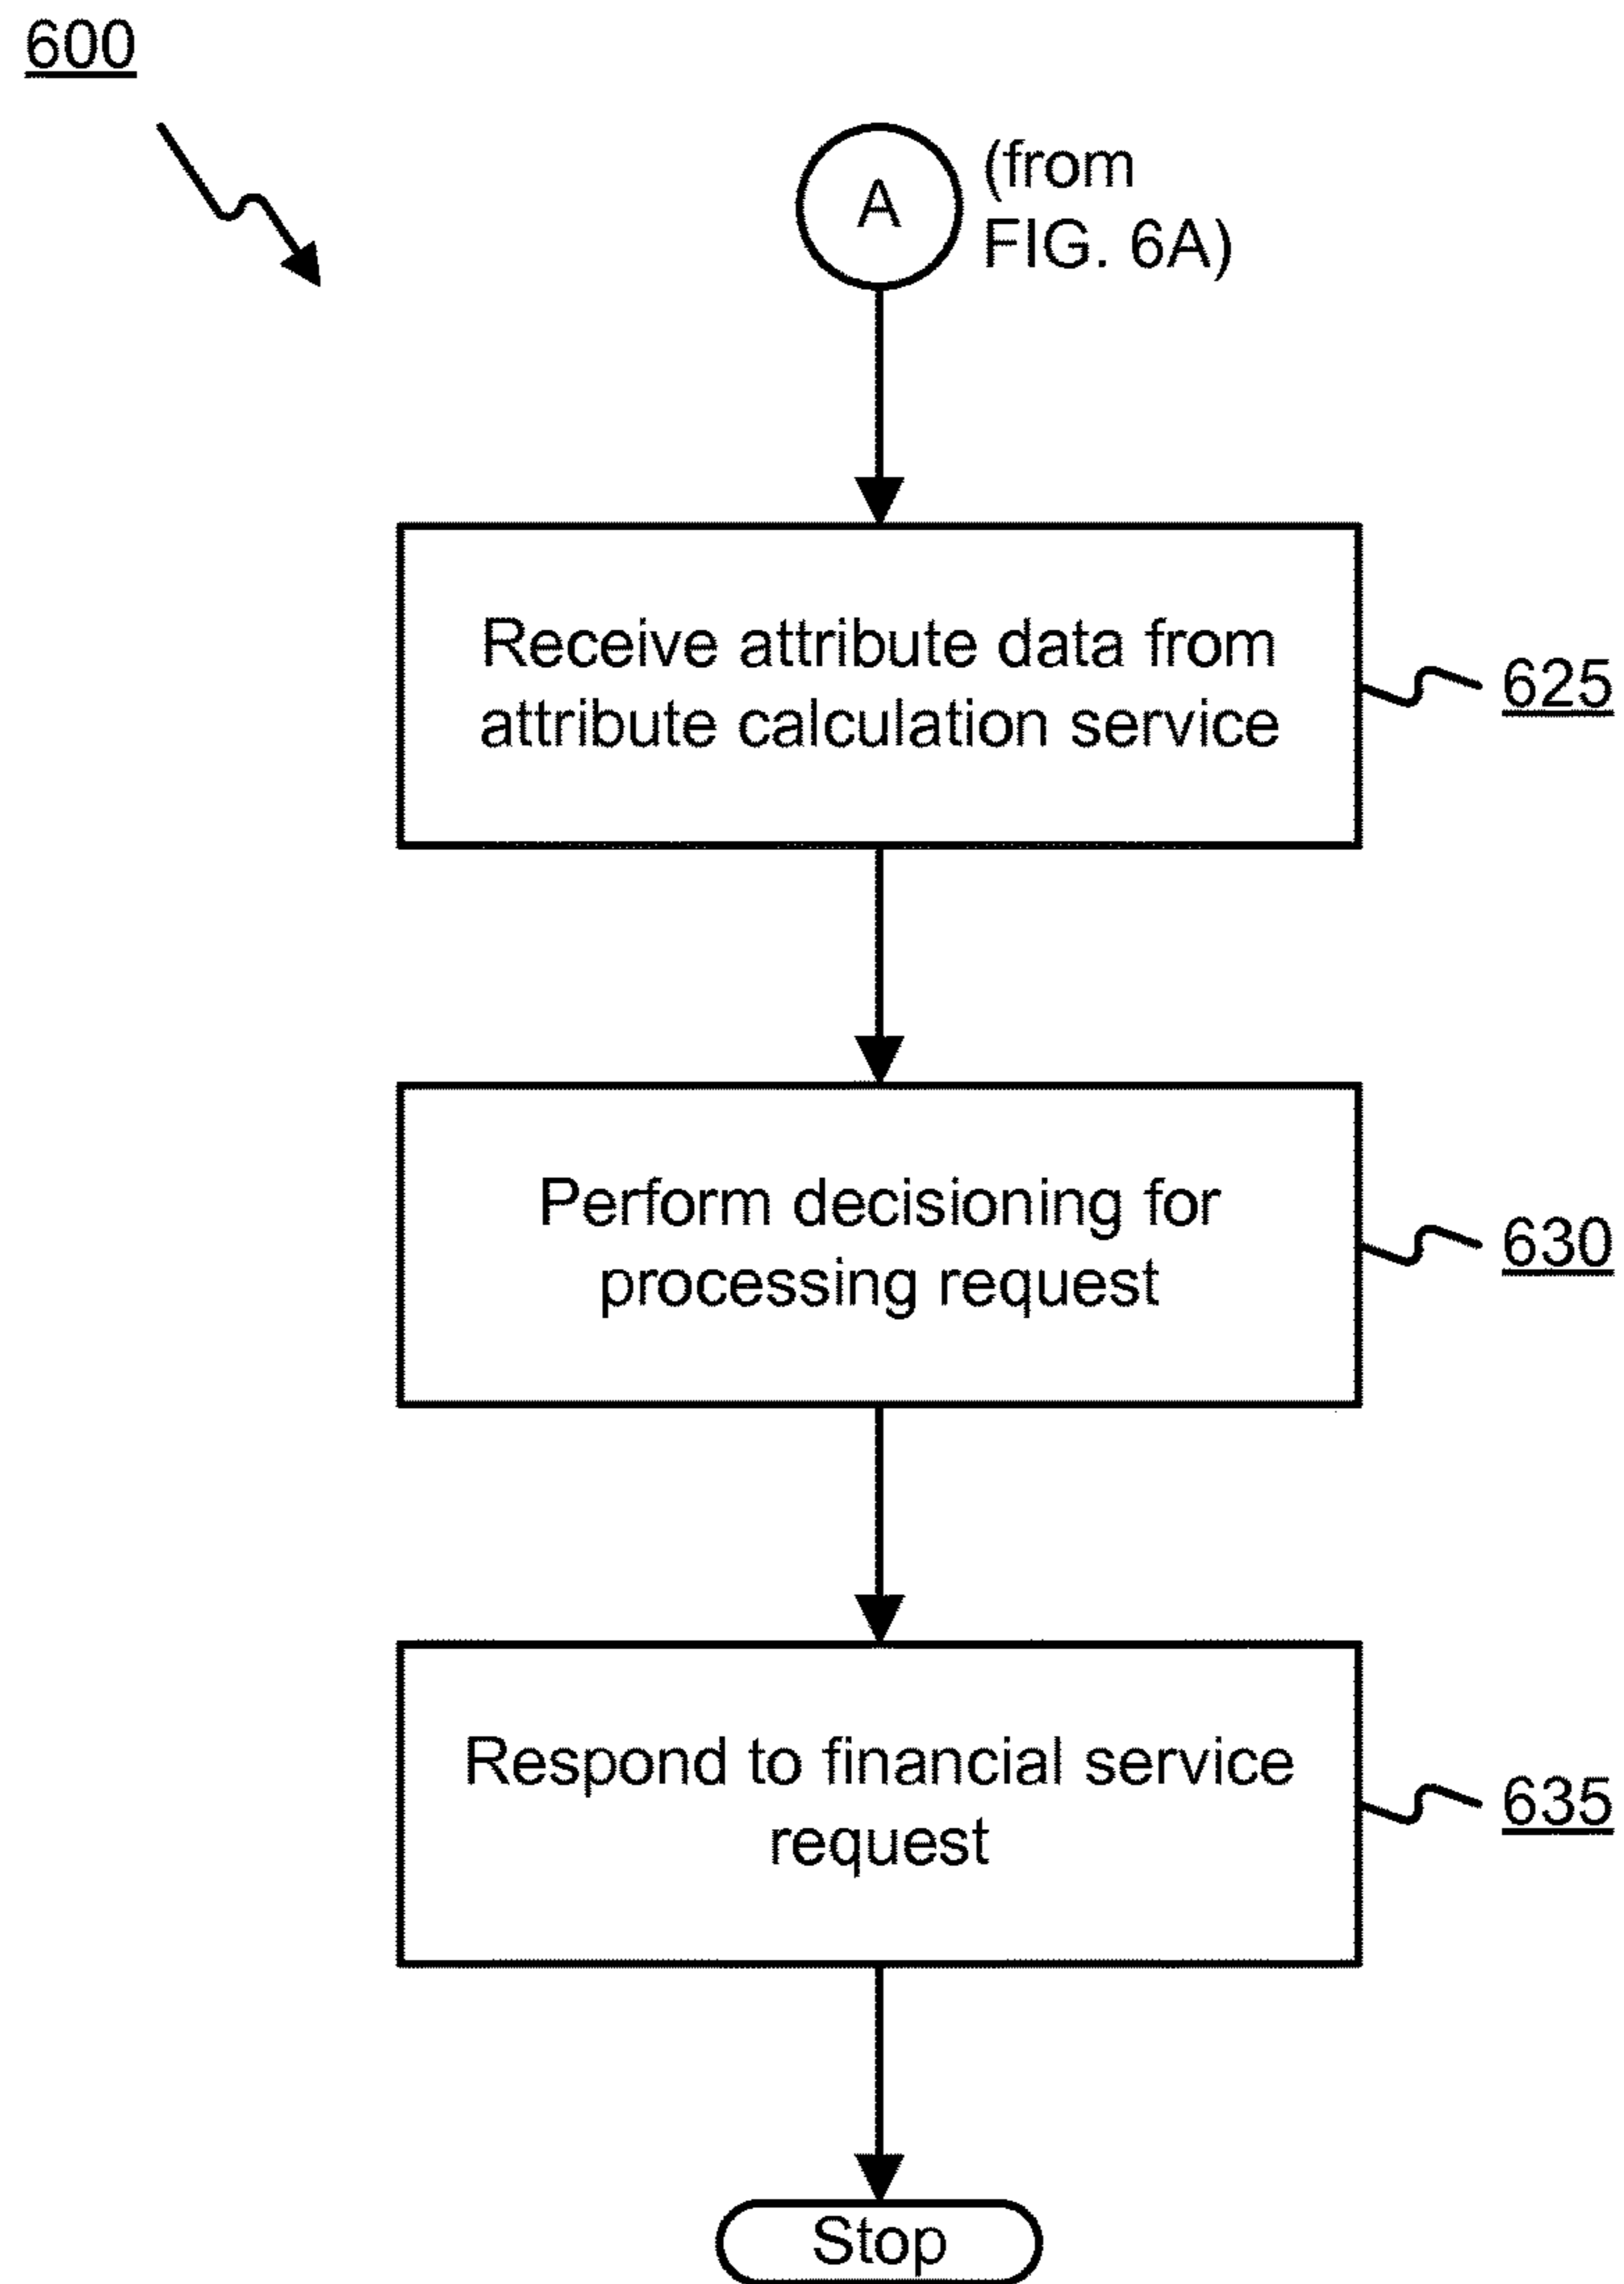 600
A
(from
FIG. 6A)
Receive attribute data from
attribute calculation service
625
Perform decisioning for
processing request
630
Respond to financial service
request
635
Stop